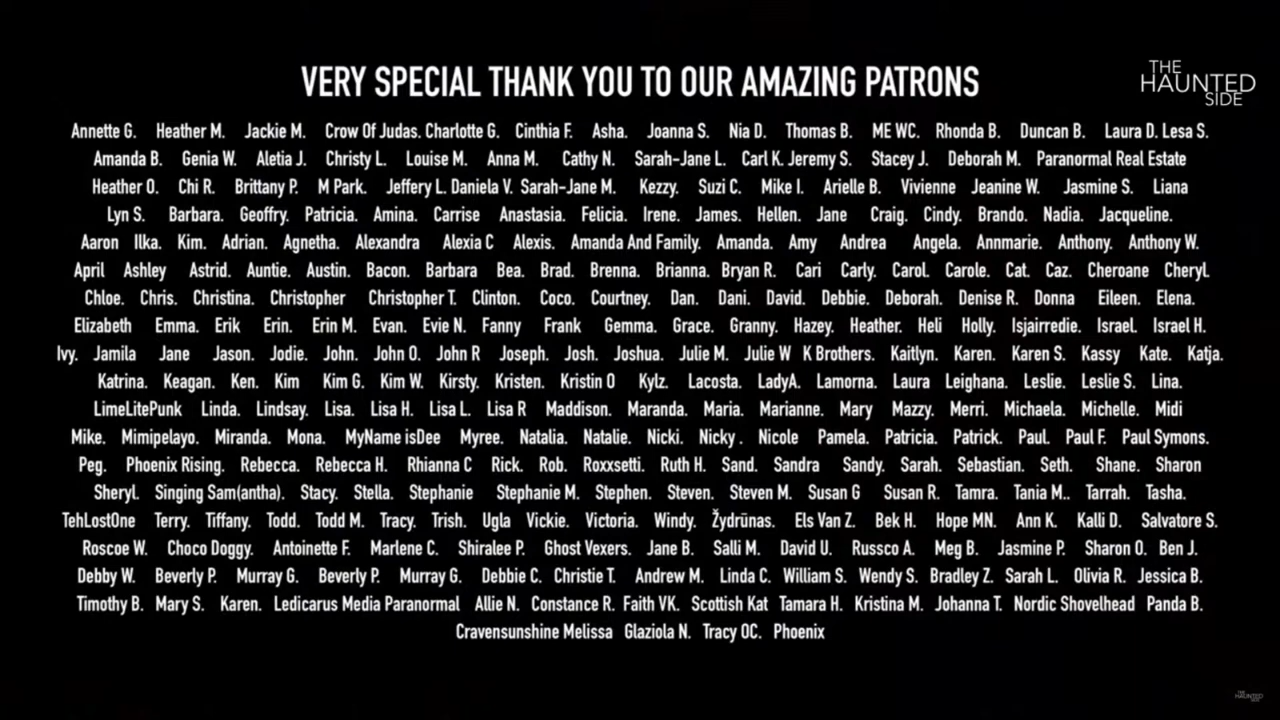 VERY SPECIAL THANK YOU TO OUR AMAZING PATRONS
THE
HAUNTED
SIDE
Annette G. Heather M. Jackie M. Crow Of Judas. Charlotte G. Cinthia F. Asha. Joanna S. Nia D. Thomas B. ME WC. Rhonda B. Duncan B. Laura D. Lesa S.
Amanda B. Genia W. Aletia J. Christy L. Louise M. Anna M. Cathy N. Sarah-Jane L. Carl K. Jeremy S. Stacey J. Deborah M. Paranormal Real Estate
Heather O. Chi R. Brittany P. M Park. Jeffery L. Daniela V. Sarah-Jane M. Kezzy. Suzi C. Mike I. Arielle B. Vivienne Jeanine W. Jasmine S. Liana
Lyn S. Barbara. Geoffry. Patricia. Amina. Carrise Anastasia. Felicia. Irene. James. Hellen. Jane Craig. Cindy. Brando. Nadia. Jacqueline.
Aaron Ilka. Kim. Adrian. Agnetha. Alexandra Alexia C Alexis. Amanda And Family. Amanda. Amy Andrea Angela. Annmarie. Anthony. Anthony W.
April Ashley Astrid. Auntie. Austin. Bacon. Barbara Bea. Brad. Brenna. Brianna. Bryan R. Cari Carly. Carol. Carole. Cat. Caz. Cheroane Cheryl.
Chloe. Chris. Christina. Christopher Christopher T. Clinton. Coco. Courtney. Dan. Dani. David. Debbie. Deborah. Denise R. Donna Eileen. Elena.
Elizabeth Emma. Erik Erin. Erin M. Evan. Evie N. Fanny Frank Gemma. Grace. Granny. Hazey. Heather. Heli Holly. Isjairredie. Israel. Israel H.
Ivy. Jamila Jane Jason. Jodie. John. John O. John R Joseph. Josh. Joshua. Julie M. Julie W K Brothers. Kaitlyn. Karen. Karen S. Kassy Kate. Katja.
Katrina. Keagan. Ken. Kim Kim G. Kim W. Kirsty. Kristen. Kristin O Kylz. Lacosta. LadyA. Lamorna. Laura Leighana. Leslie. Leslie S. Lina.
LimeLitePunk Linda. Lindsay. Lisa. Lisa H. Lisa L. Lisa R Maddison. Maranda. Maria. Marianne. Mary Mazzy. Merri. Michaela. Michelle. Midi
Mike. Mimipelayo. Miranda. Mona. MyName isDee Myree. Natalia. Natalie. Nicki. Nicky . Nicole Pamela. Patricia. Patrick. Paul. Paul F. Paul Symons.
Peg. Phoenix Rising. Rebecca. Rebecca H. Rhianna C Rick. Rob. Roxxsetti. Ruth H. Sand. Sandra Sandy. Sarah. Sebastian. Seth. Shane. Sharon
Sheryl. Singing Sam(antha). Stacy. Stella. Stephanie Stephanie M. Stephen. Steven. Steven M. Susan G Susan R. Tamra. Tania M.. Tarrah. Tasha.
TehLostOne Terry. Tiffany. Todd. Todd M. Tracy. Trish. Ugla Vickie. Victoria. Windy. Žydrūnas. Els Van Z. Bek H. Hope MN. Ann K. Kalli D. Salvatore S.
Roscoe W. Choco Doggy. Antoinette F. Marlene C. Shiralee P. Ghost Vexers. Jane B. Salli M. David U. Russco A. Meg B. Jasmine P. Sharon O. Ben J.
Debby W. Beverly P. Murray G. Beverly P. Murray G. Debbie C. Christie T. Andrew M. Linda C. William S. Wendy S. Bradley Z. Sarah L. Olivia R. Jessica B.
Timothy B. Mary S. Karen. Ledicarus Media Paranormal Allie N. Constance R. Faith VK. Scottish Kat Tamara H. Kristina M. Johanna T. Nordic Shovelhead Panda B.
Cravensunshine Melissa Glaziola N. Tracy OC. Phoenix
THE
HAUNTED
SIDE